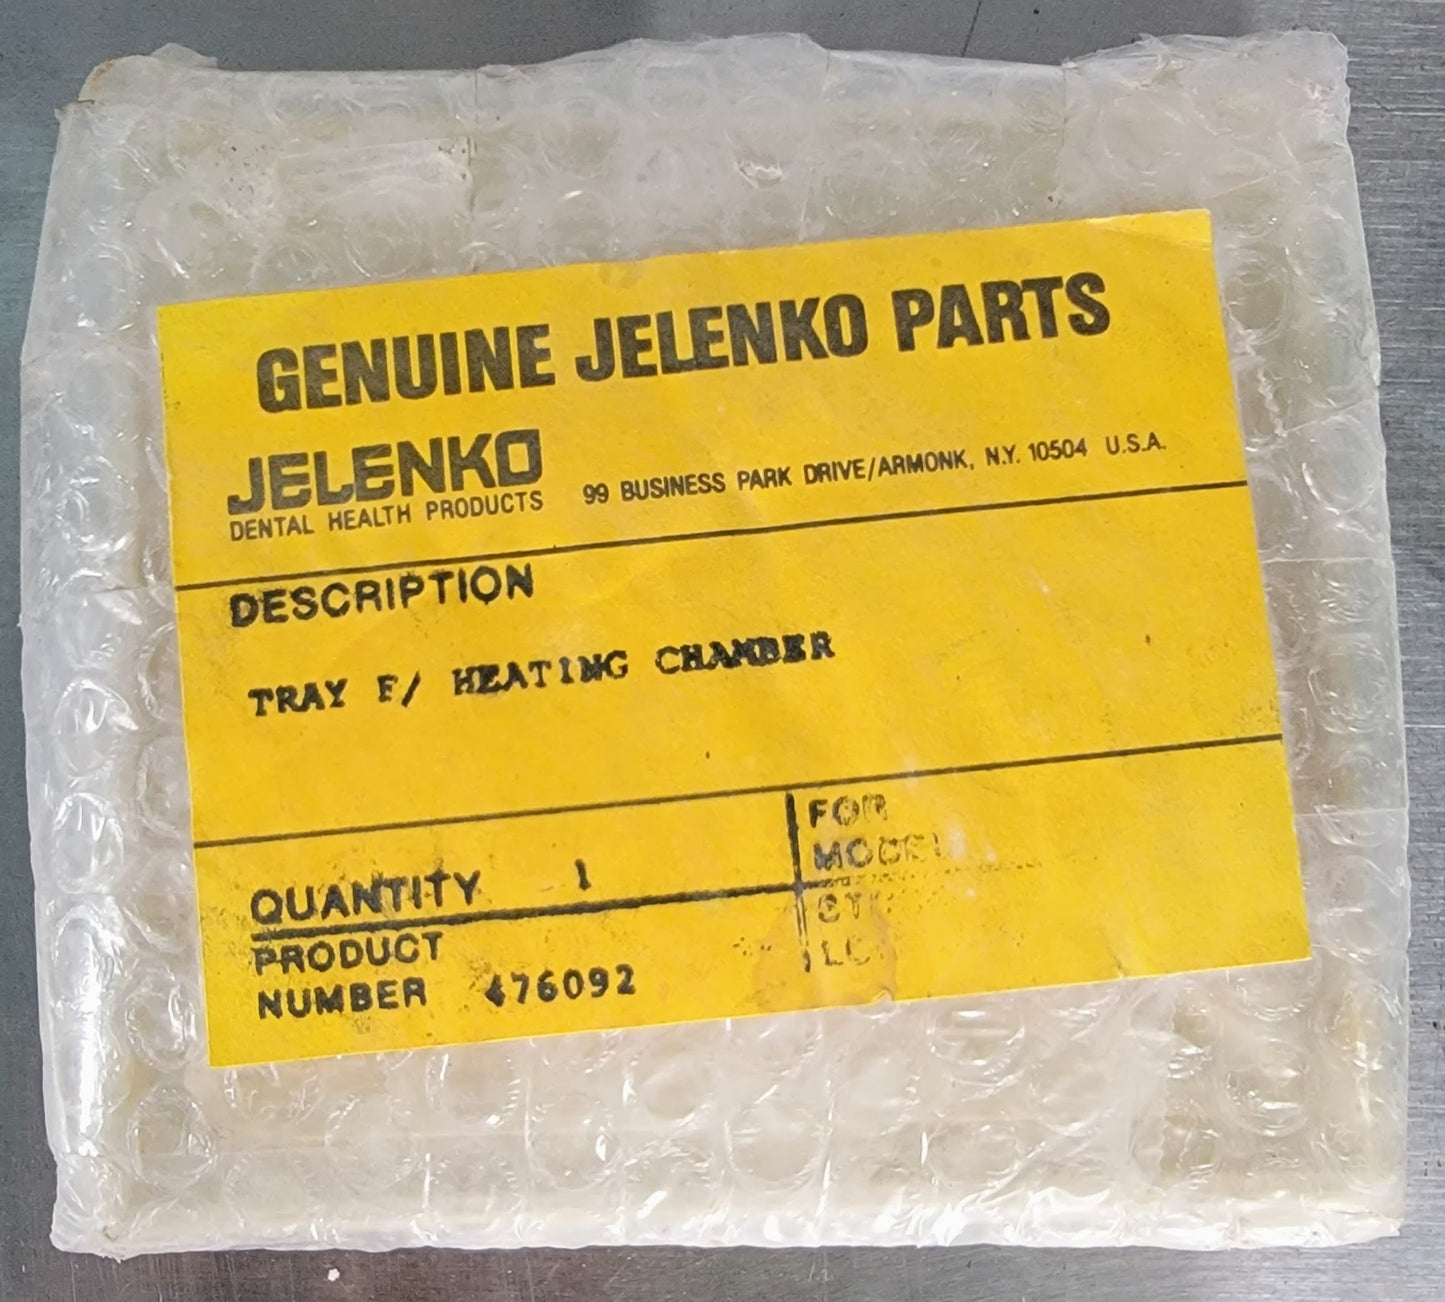 GENUINE JELENKO PARTS
JELENKO
DENTAL HEALTH PRODUCTS
99 BUSINESS PARK DRIVE/ARMONK, N.Y. 10504 U.S.A.
DESCRIPTION
TRAY F/ HEATING CHAMBER
QUANTITY 1
FOR
MODEL
PRODUCT
NUMBER 476092